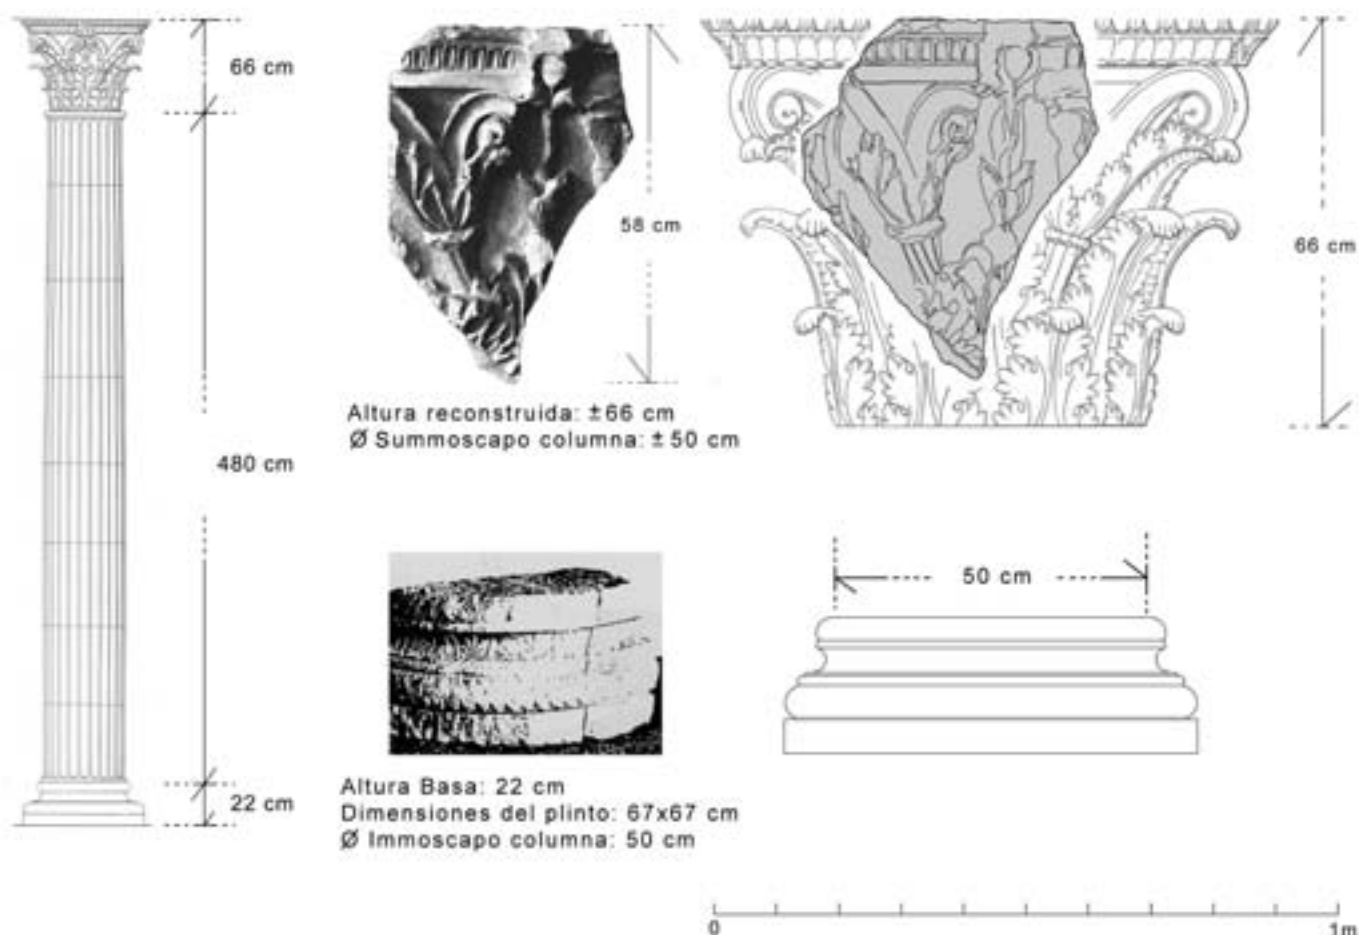 66 cm
480 cm
22 cm
58 cm
Altura reconstruida: ±66 cm
Ø Summoscapo columna: ±50 cm
66 cm
50 cm
Altura Basa: 22 cm
Dimensiones del plinto: 67x67 cm
Ø Immoscapo columna: 50 cm
0 1m